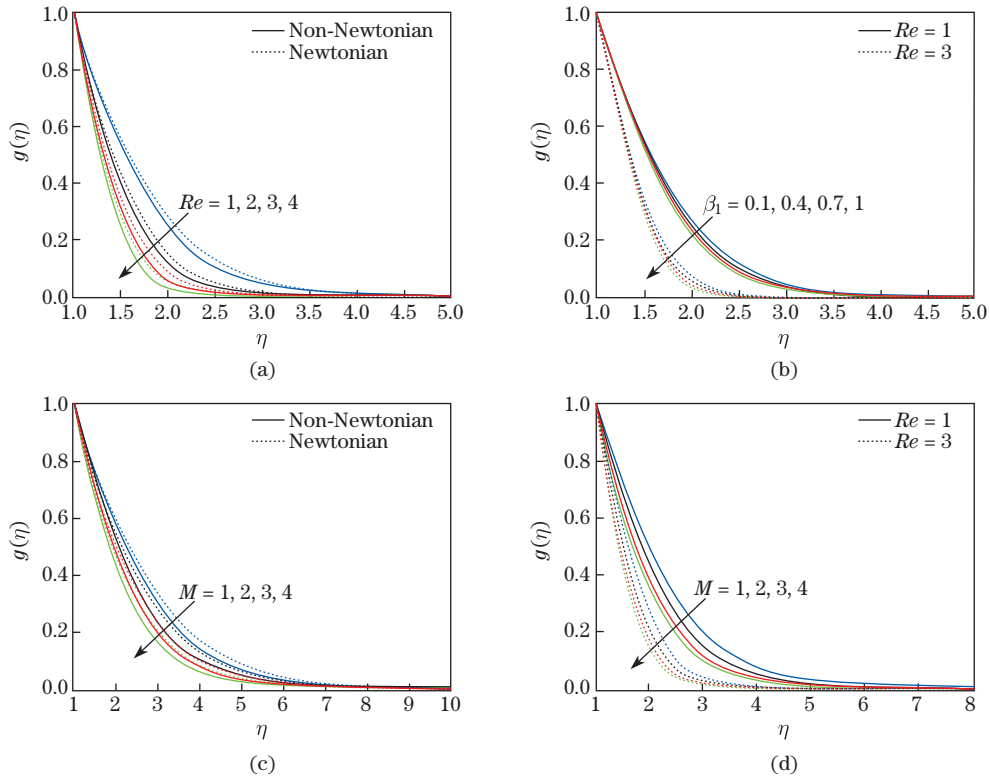 Non-Newtonian
Newtonian
g(η)
1.0
0.8
0.6
0.4
0.2
0.0
Re = 1, 2, 3, 4
1.0 1.5 2.0 2.5 3.0 3.5 4.0 4.5 5.0
η
(a)
Re = 1
Re = 3
g(η)
1.0
0.8
0.6
0.4
0.2
0.0
β₁ = 0.1, 0.4, 0.7, 1
1.0 1.5 2.0 2.5 3.0 3.5 4.0 4.5 5.0
η
(b)
Non-Newtonian
Newtonian
g(η)
1.0
0.8
0.6
0.4
0.2
0.0
M = 1, 2, 3, 4
1 2 3 4 5 6 7 8 9 10
η
(c)
Re = 1
Re = 3
g(η)
1.0
0.8
0.6
0.4
0.2
0.0
M = 1, 2, 3, 4
1 2 3 4 5 6 7 8
η
(d)